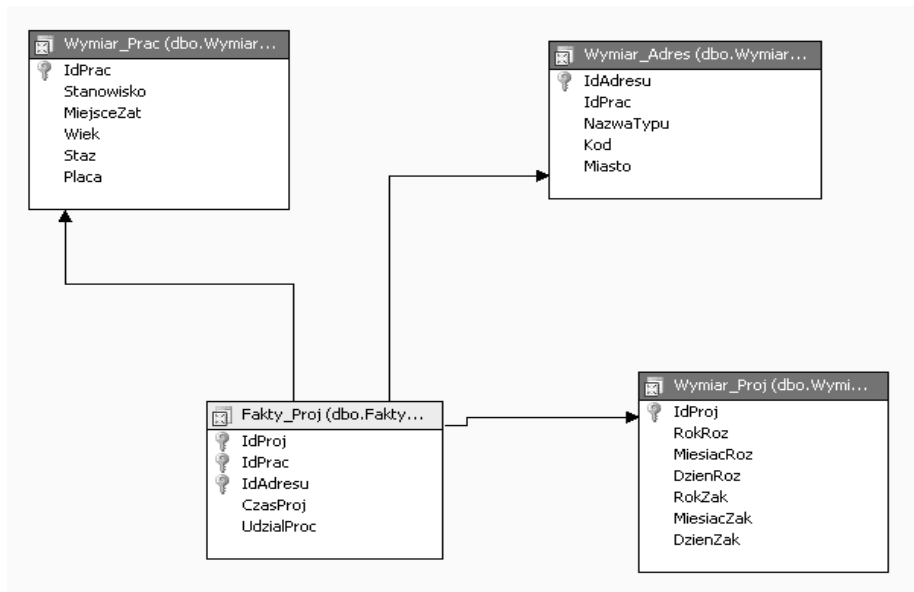 Wymiar_Prac (dbo.Wymiar...
IdPrac
Stanowisko
MiejsceZat
Wiek
Staz
Placa
Wymiar_Adres (dbo.Wymiar...
IdAdresu
IdPrac
NazwaTypu
Kod
Miasto
Fakty_Proj (dbo.Fakty...
IdProj
IdPrac
IdAdresu
CzasProj
UdzialProc
Wymiar_Proj (dbo.Wymi...
IdProj
RokRoz
MiesiacRoz
DzienRoz
RokZak
MiesiacZak
DzienZak